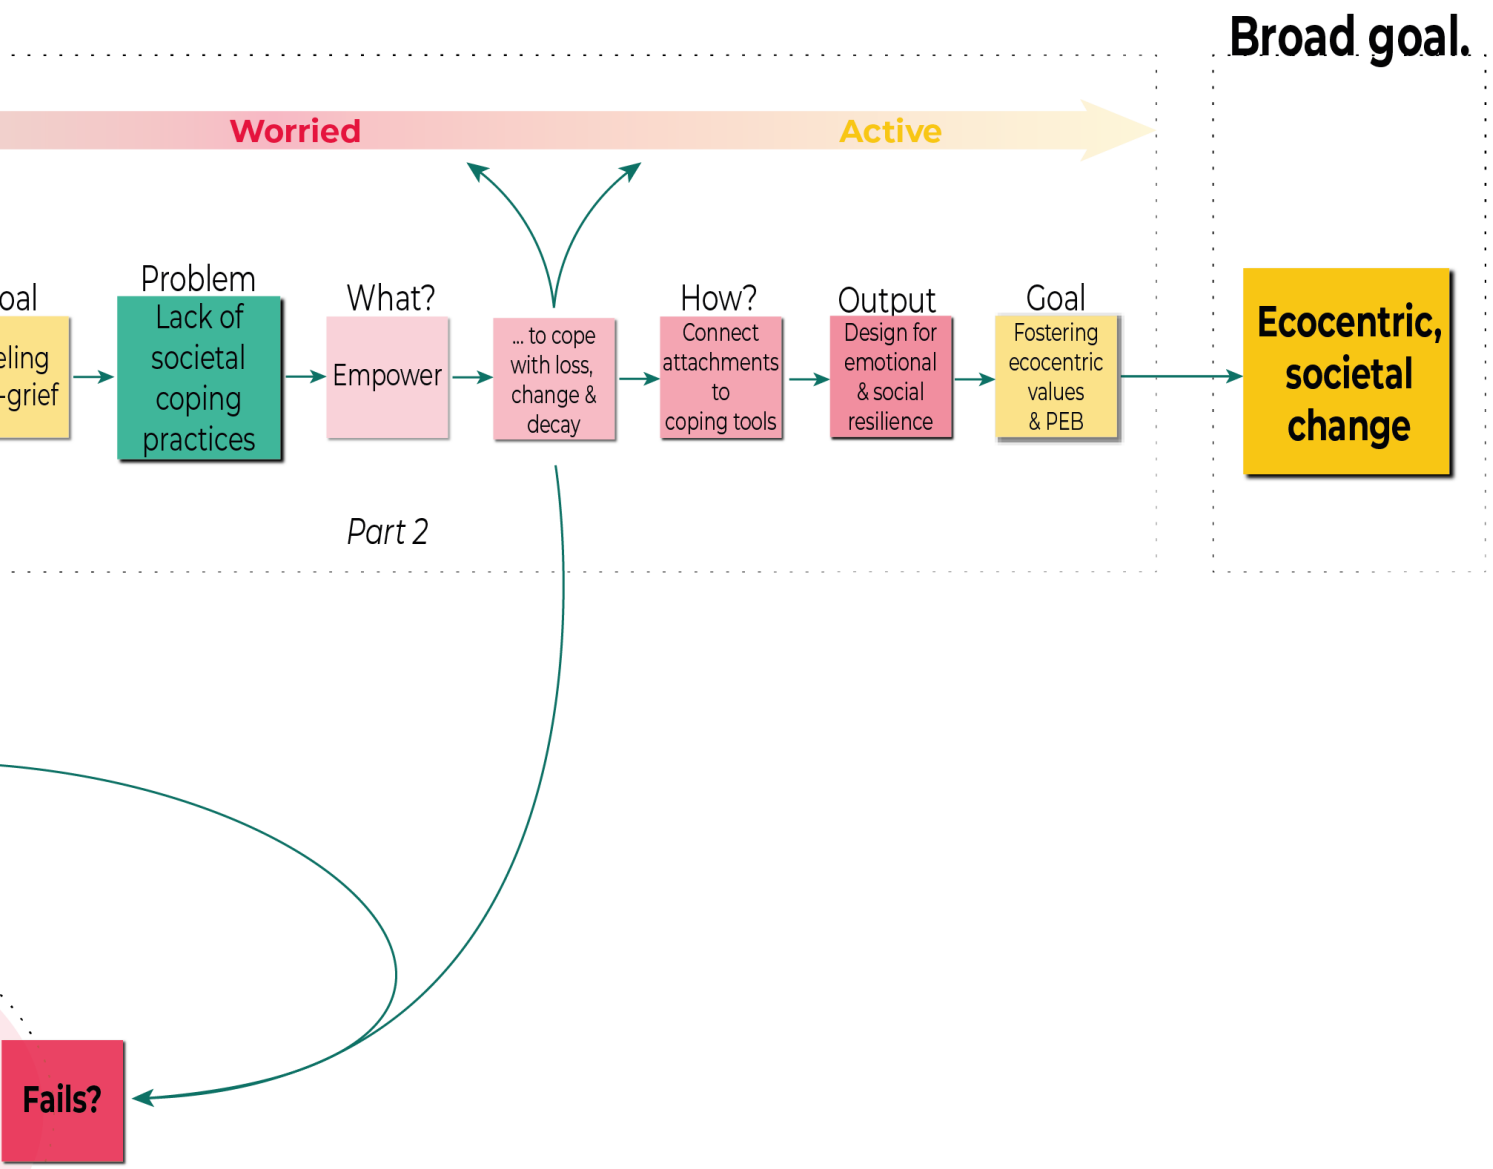 Broad goal.
Worried
Active
oal
eling
-grief
Problem
Lack of
societal
coping
practices
What?
Empower
... to cope
with loss,
change &
decay
How?
Connect
attachments
to
coping tools
Output
Design for
emotional
& social
resilience
Goal
Fostering
ecocentric
values
& PEB
Ecocentric,
societal
change
Part 2
Fails?